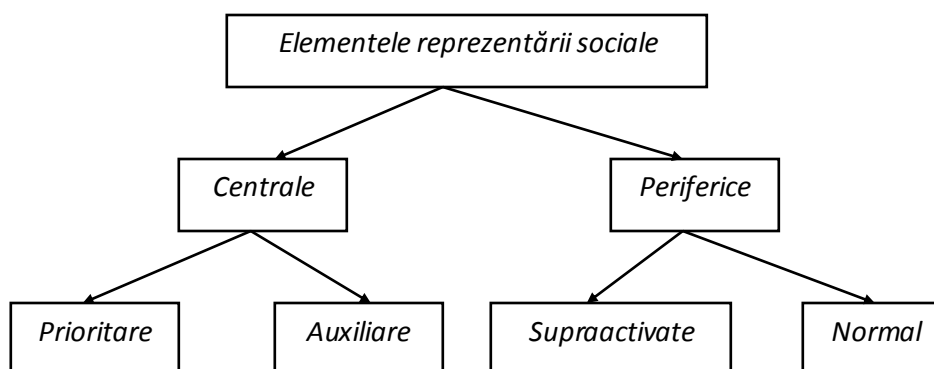 Elementele reprezentării sociale
Centrale
Periferice
Prioritare
Auxiliare
Supraactivate
Normal